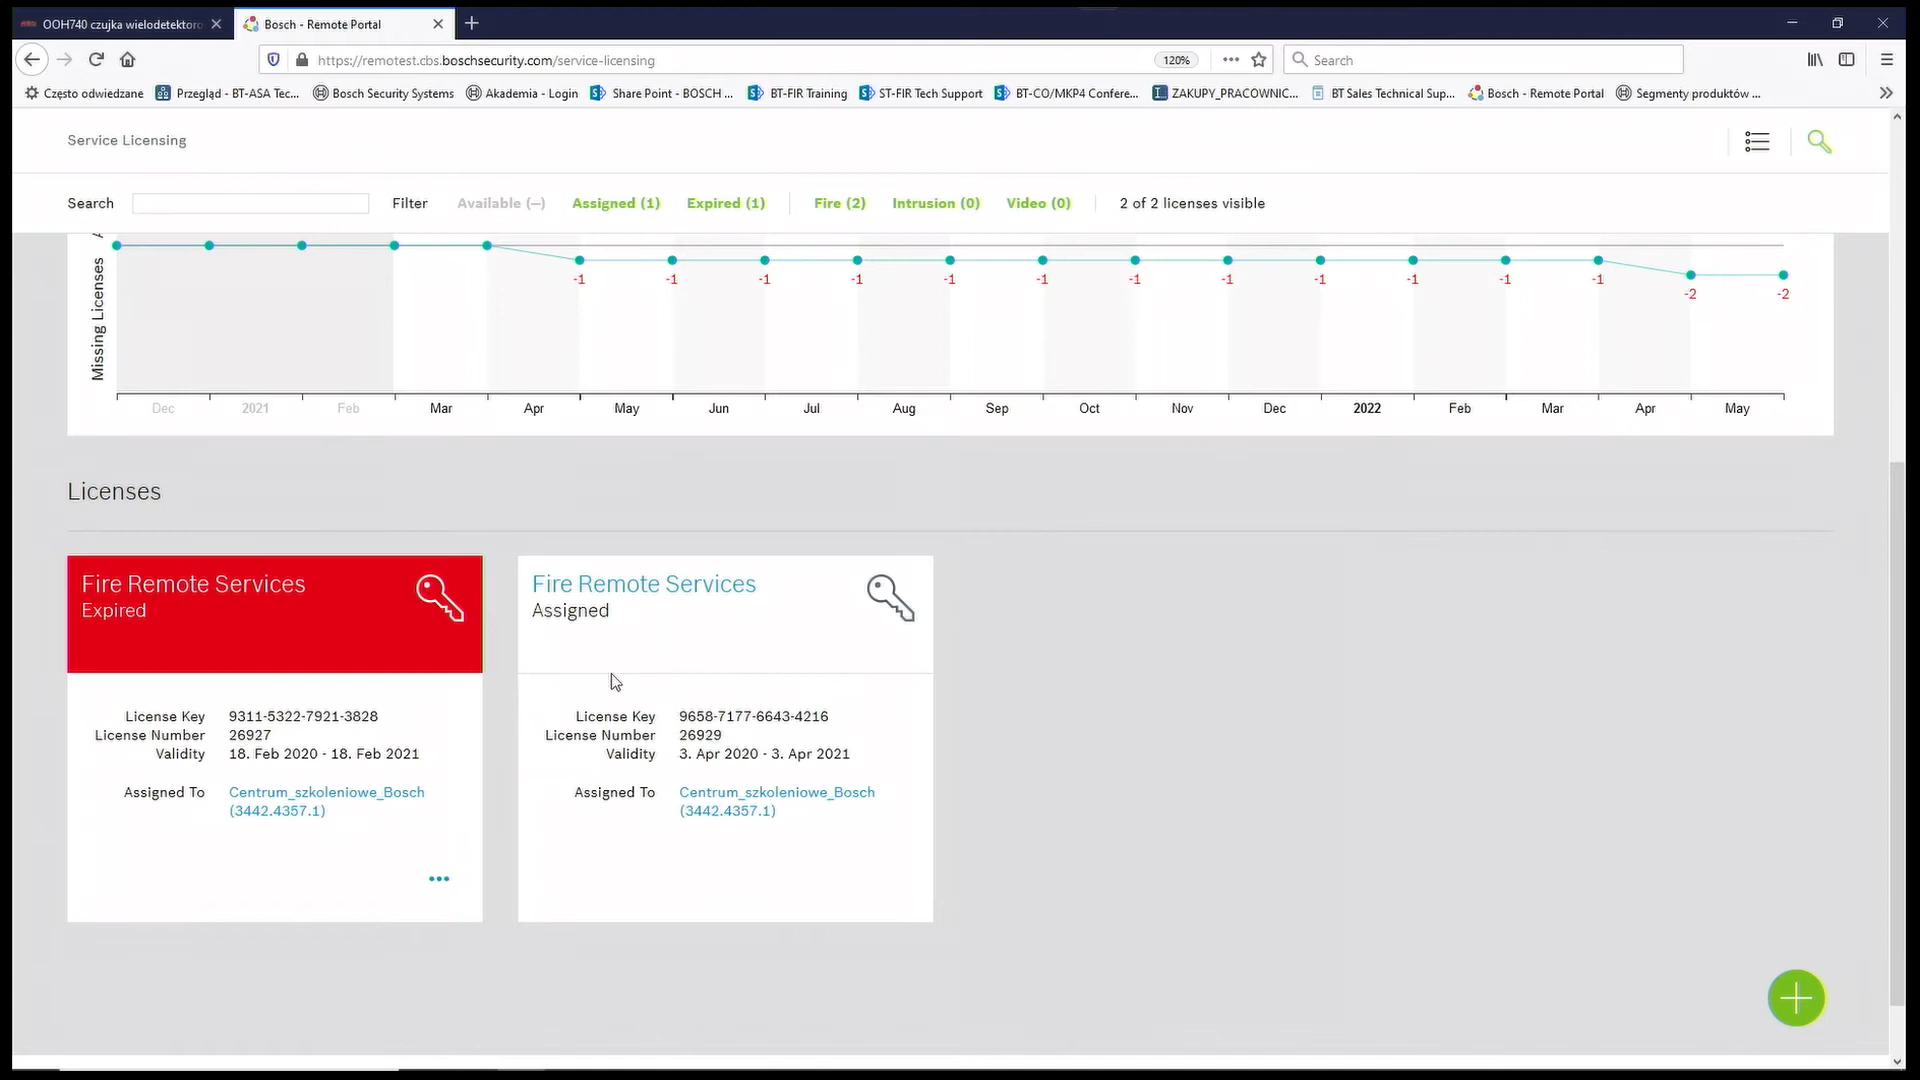 OOH740 czujka wielodetektoro
Bosch - Remote Portal
https://remotest.cbs.boschsecurity.com/service-licensing
120%
Search
Często odwiedzane
Przegląd - BT-ASA Tec...
Bosch Security Systems
Akademia - Login
Share Point - BOSCH ...
BT-FIR Training
ST-FIR Tech Support
BT-CO/MKP4 Confere...
ZAKUPY_PRACOWNIC...
BT Sales Technical Sup...
Bosch - Remote Portal
Segmenty produktów ...
Service Licensing
Search
Filter
Available (—)
Assigned (1)
Expired (1)
Fire (2)
Intrusion (0)
Video (0)
2 of 2 licenses visible
Missing Licenses
-1 -1 -1 -1 -1 -1 -1 -1 -1 -1 -1 -1 -2 -2
Dec 2021 Feb Mar Apr May Jun Jul Aug Sep Oct Nov Dec 2022 Feb Mar Apr May
Licenses
Fire Remote Services
Expired
License Key 9311-5322-7921-3828
License Number 26927
Validity 18. Feb 2020 - 18. Feb 2021
Assigned To Centrum_szkoleniowe_Bosch
(3442.4357.1)
Fire Remote Services
Assigned
License Key 9658-7177-6643-4216
License Number 26929
Validity 3. Apr 2020 - 3. Apr 2021
Assigned To Centrum_szkoleniowe_Bosch
(3442.4357.1)